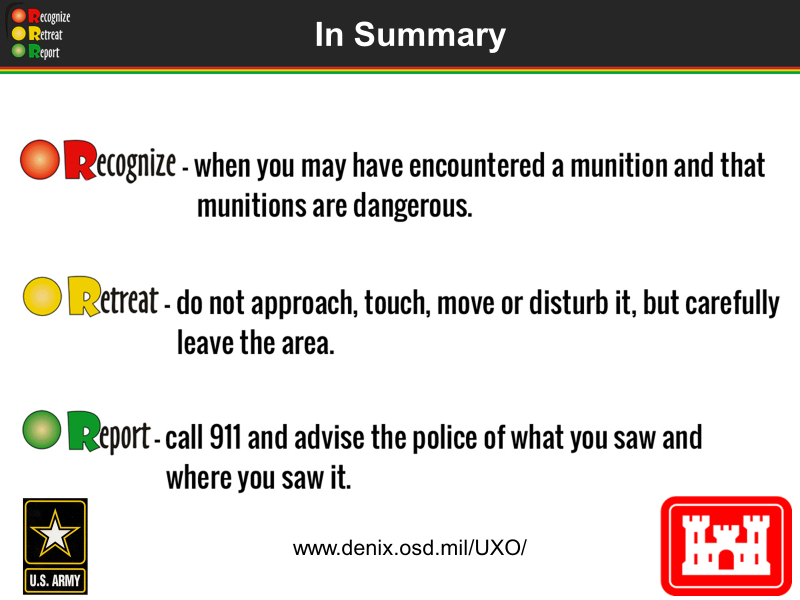 Recognize
Retreat
Report
In Summary
Recognize - when you may have encountered a munition and that
munitions are dangerous.
Retreat - do not approach, touch, move or disturb it, but carefully
leave the area.
Report - call 911 and advise the police of what you saw and
where you saw it.
www.denix.osd.mil/UXO/
U.S. ARMY